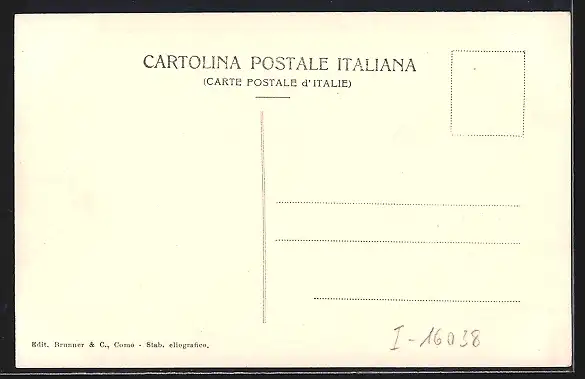 CARTOLINA POSTALE ITALIANA
(CARTE POSTALE d'ITALIE)
Edit. Brunner & C., Como - Stab. eliografico.
I-16038